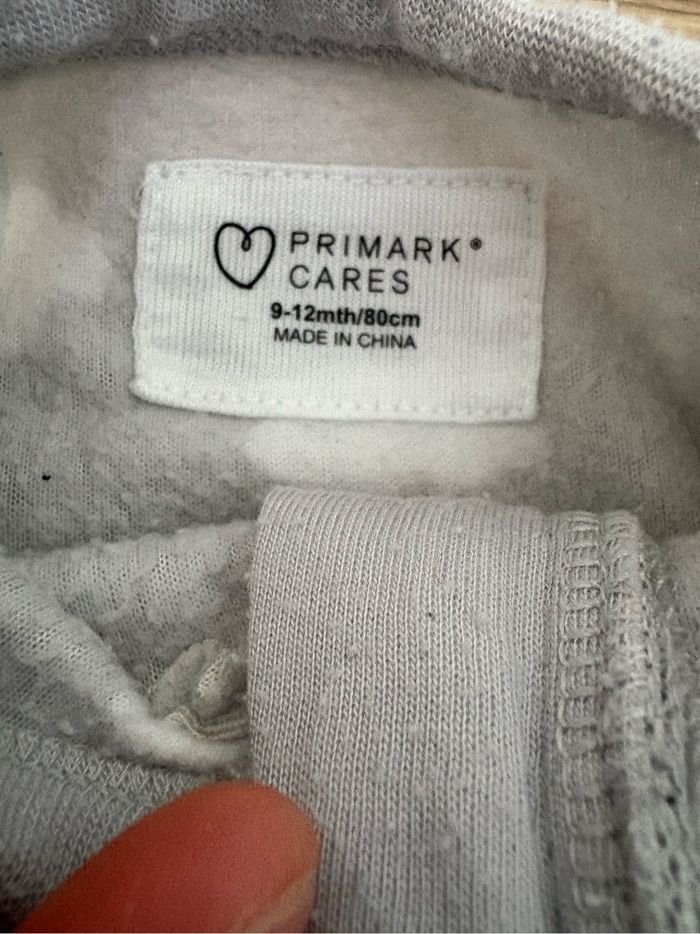 PRIMARK®
CARES
9-12mth/80cm
MADE IN CHINA